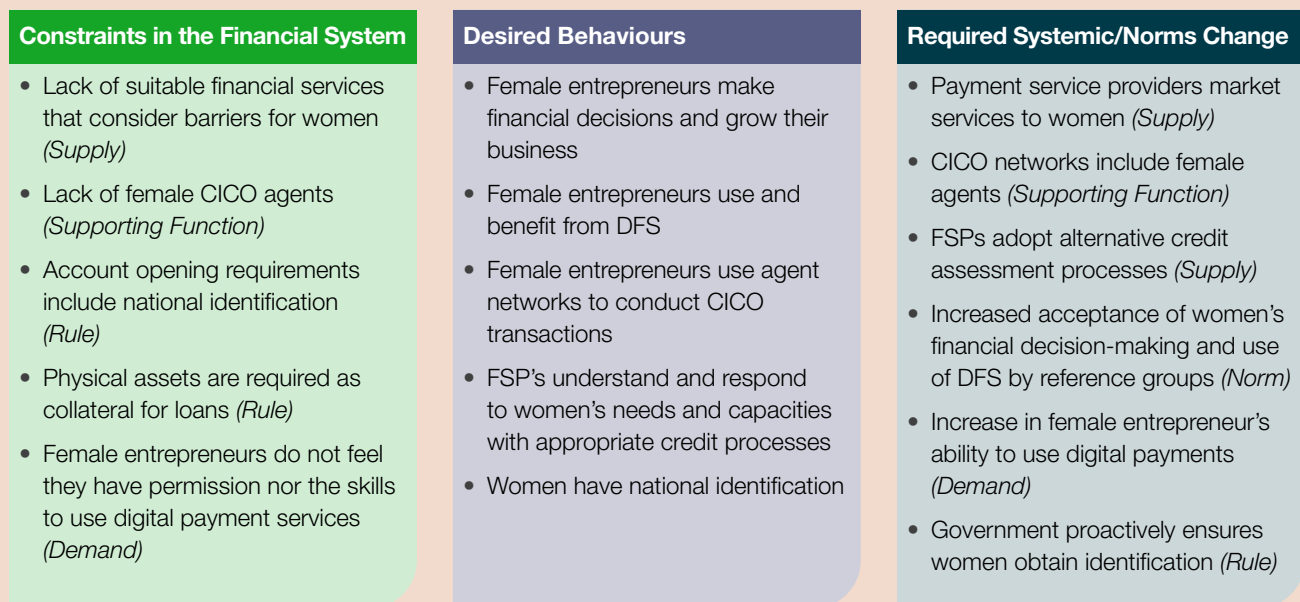 Constraints in the Financial System
• Lack of suitable financial services
that consider barriers for women
(Supply)
• Lack of female CICO agents
(Supporting Function)
• Account opening requirements
include national identification
(Rule)
• Physical assets are required as
collateral for loans (Rule)
• Female entrepreneurs do not feel
they have permission nor the skills
to use digital payment services
(Demand)
Desired Behaviours
• Female entrepreneurs make
financial decisions and grow their
business
• Female entrepreneurs use and
benefit from DFS
• Female entrepreneurs use agent
networks to conduct CICO
transactions
• FSP's understand and respond
to women's needs and capacities
with appropriate credit processes
• Women have national identification
Required Systemic/Norms Change
• Payment service providers market
services to women (Supply)
• CICO networks include female
agents (Supporting Function)
• FSPs adopt alternative credit
assessment processes (Supply)
• Increased acceptance of women's
financial decision-making and use
of DFS by reference groups (Norm)
• Increase in female entrepreneur's
ability to use digital payments
(Demand)
• Government proactively ensures
women obtain identification (Rule)